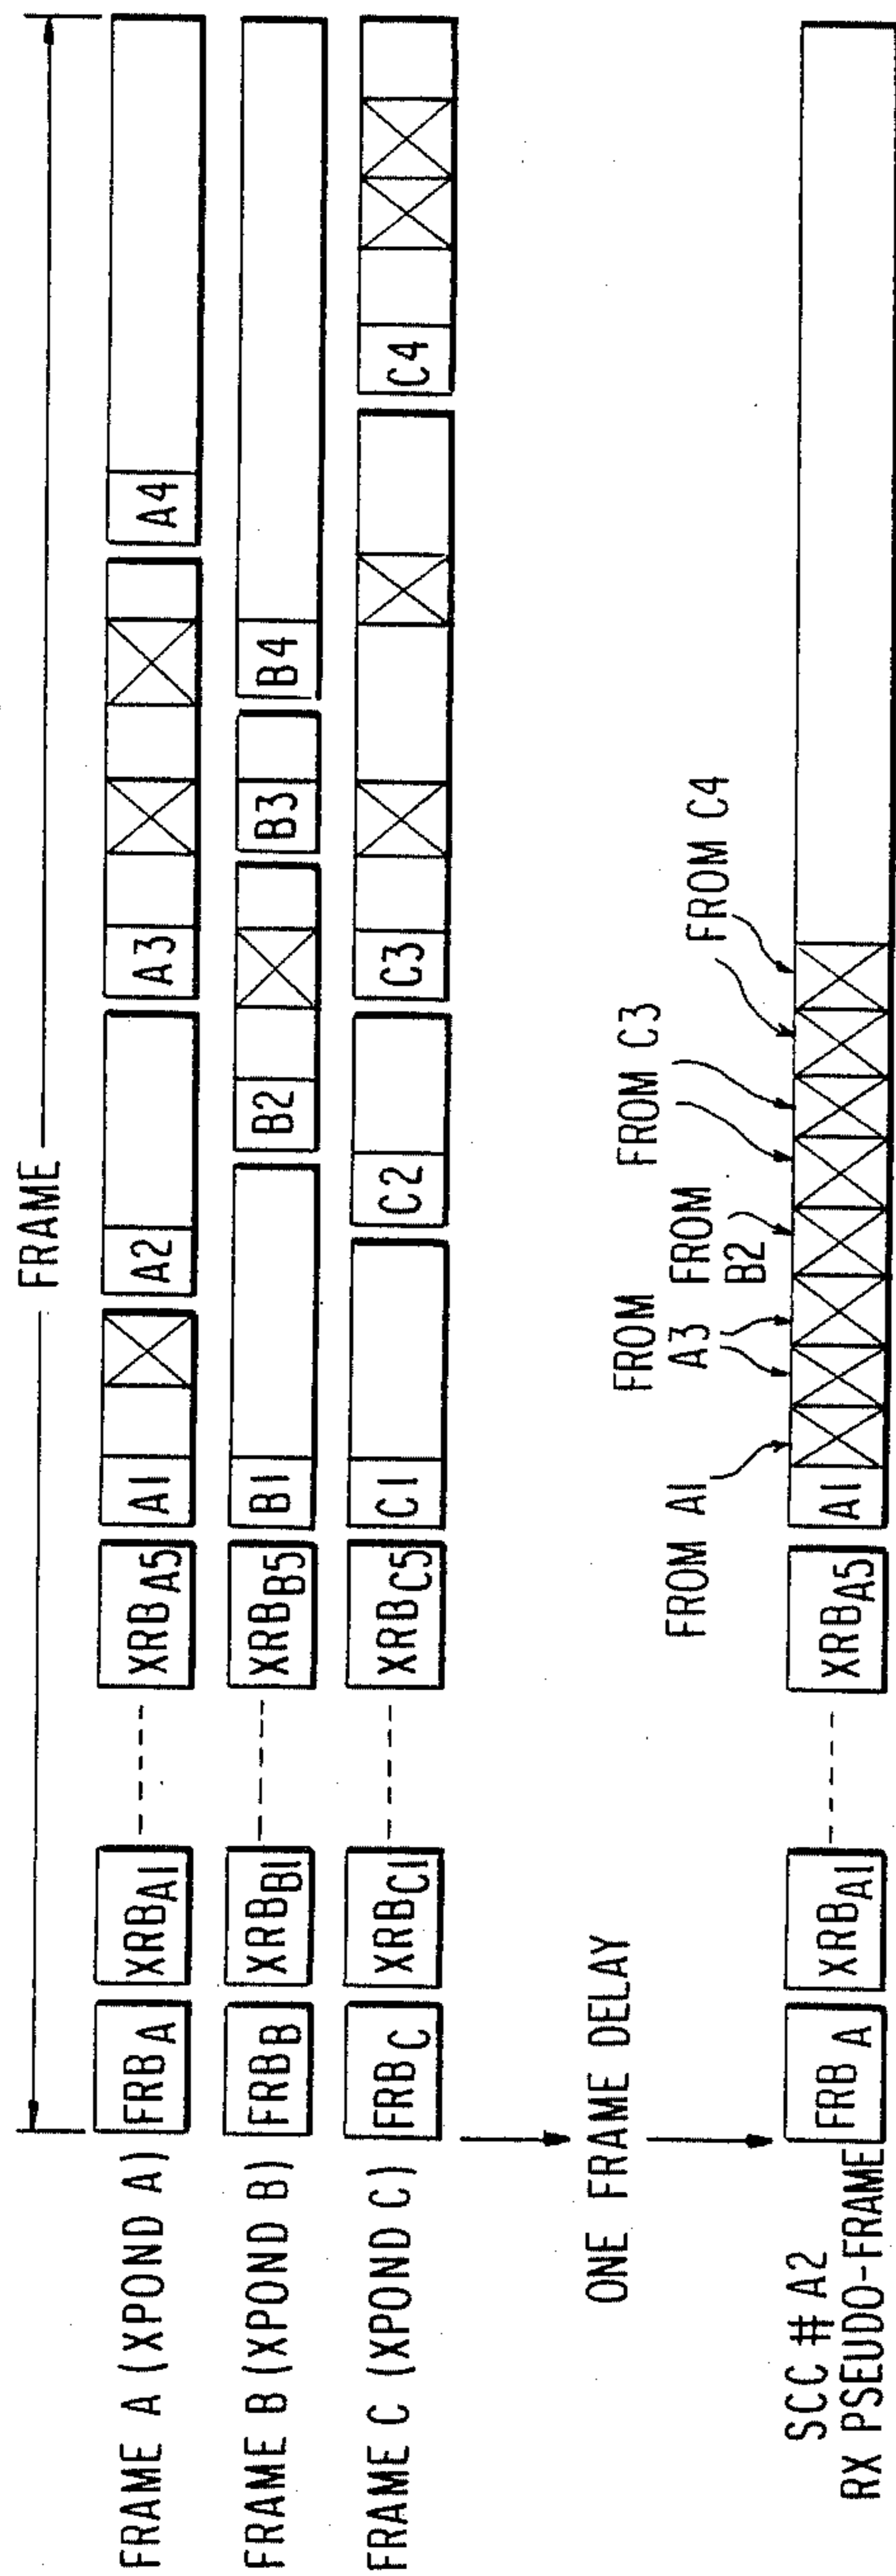 FRAME
FRAME A (XPOND A) FRB A XRB A1 XRB A5 A1 A2 A3 A4
FRAME B (XPOND B) FRB B XRB B1 XRB B5 B1 B2 B3 B4
FRAME C (XPOND C) FRB C XRB C1 XRB C5 C1 C2 C3 C4
ONE FRAME DELAY
FROM A1
FROM
A3
FROM
B2
FROM C3
FROM C4
SCC # A2
RX PSEUDO-FRAME
FRB A XRB A1 XRB A5 A1